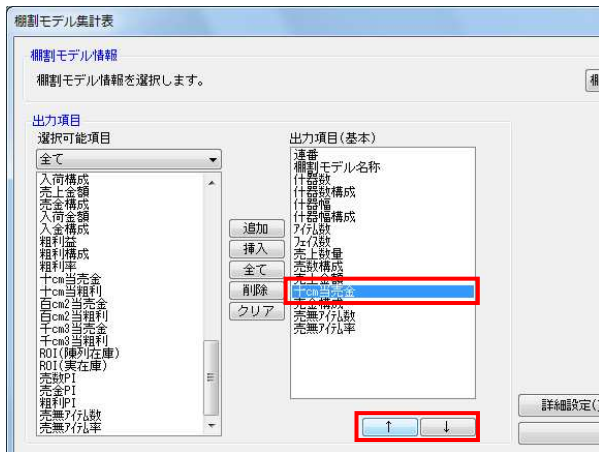 棚割モデル集計表
棚割モデル情報
棚割モデル情報を選択します。
棚
出力項目
選択可能項目
全て
入荷構成
売上金額
売金構成
入荷金額
入金構成
粗利益
粗利構成
粗利率
十cm当売金
十cm当粗利
百cm2当売金
百cm2当粗利
千cm3当売金
千cm3当粗利
ROI(陳列在庫)
ROI(実在庫)
売数PI
売金PI
粗利PI
売無ｱｲﾃﾑ数
売無ｱｲﾃﾑ率
追加
挿入
全て
削除
クリア
出力項目(基本)
連番
棚割モデル名称
什器数
什器数構成
什器幅
什器幅構成
ｱｲﾃﾑ数
ﾌｪｲｽ数
売上数量
売数構成
売上金額
十cm当売金
売金構成
売無ｱｲﾃﾑ数
売無ｱｲﾃﾑ率
↑
↓
詳細設定(